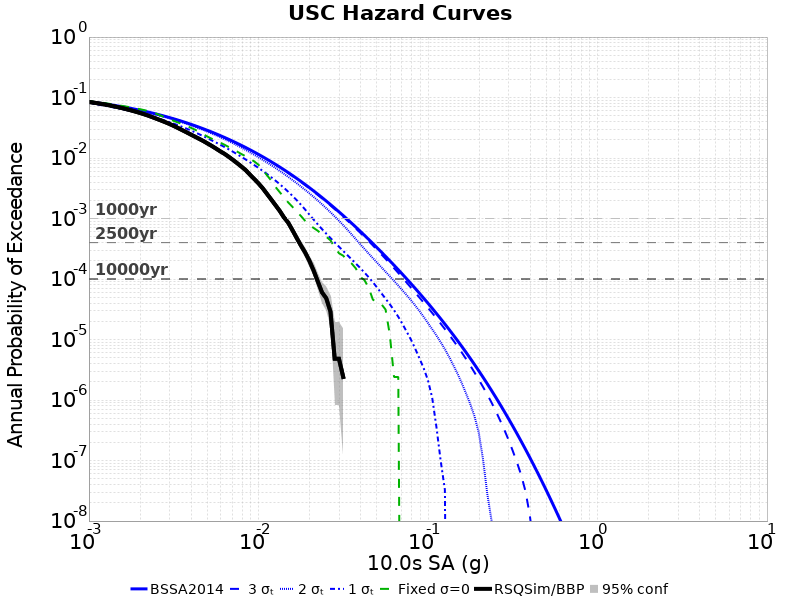 USC Hazard Curves
Annual Probability of Exceedance
10^0
10^-1
10^-2
10^-3
10^-4
10^-5
10^-6
10^-7
10^-8
1000yr
2500yr
10000yr
10^-3 10^-2 10^-1 10^0 10^1
10.0s SA (g)
BSSA2014 3 σₜ 2 σₜ 1 σₜ Fixed σ=0 RSQSim/BBP 95% conf